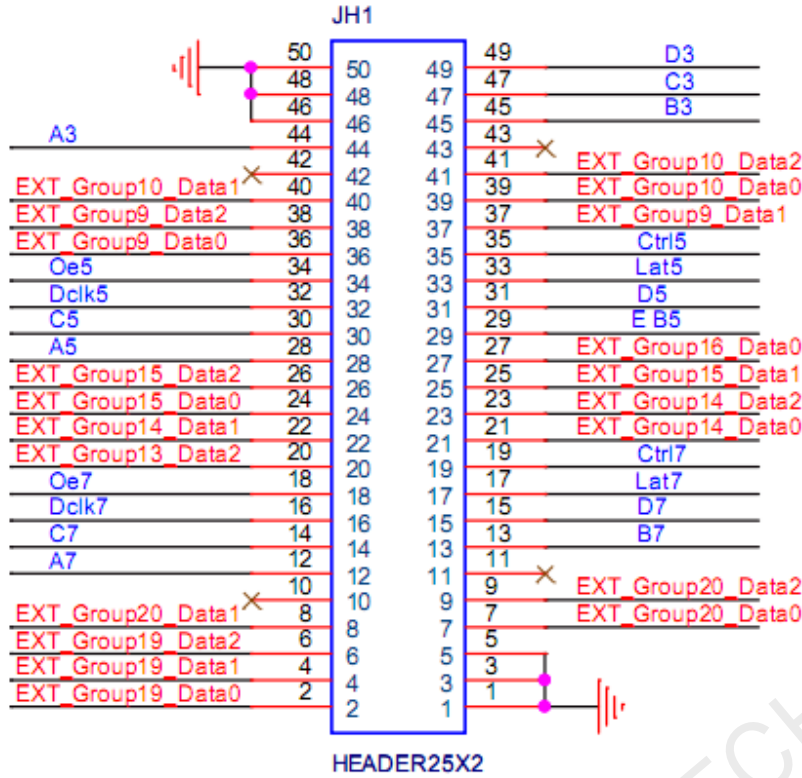 JH1
50 50 49 49 D3
48 48 47 47 C3
46 46 45 45 B3
A3 44 44 43 43
42 42 41 41 EXT_Group10_Data2
EXT_Group10_Data1 40 40 39 39 EXT_Group10_Data0
EXT_Group9_Data2 38 38 37 37 EXT_Group9_Data1
EXT_Group9_Data0 36 36 35 35 Ctrl5
Oe5 34 34 33 33 Lat5
Dclk5 32 32 31 31 D5
C5 30 30 29 29 E B5
A5 28 28 27 27 EXT_Group16_Data0
EXT_Group15_Data2 26 26 25 25 EXT_Group15_Data1
EXT_Group15_Data0 24 24 23 23 EXT_Group14_Data2
EXT_Group14_Data1 22 22 21 21 EXT_Group14_Data0
EXT_Group13_Data2 20 20 19 19 Ctrl7
Oe7 18 18 17 17 Lat7
Dclk7 16 16 15 15 D7
C7 14 14 13 13 B7
A7 12 12 11 11
10 10 9 9 EXT_Group20_Data2
EXT_Group20_Data1 8 8 7 7 EXT_Group20_Data0
EXT_Group19_Data2 6 6 5 5
EXT_Group19_Data1 4 4 3 3
EXT_Group19_Data0 2 2 1 1
HEADER25X2